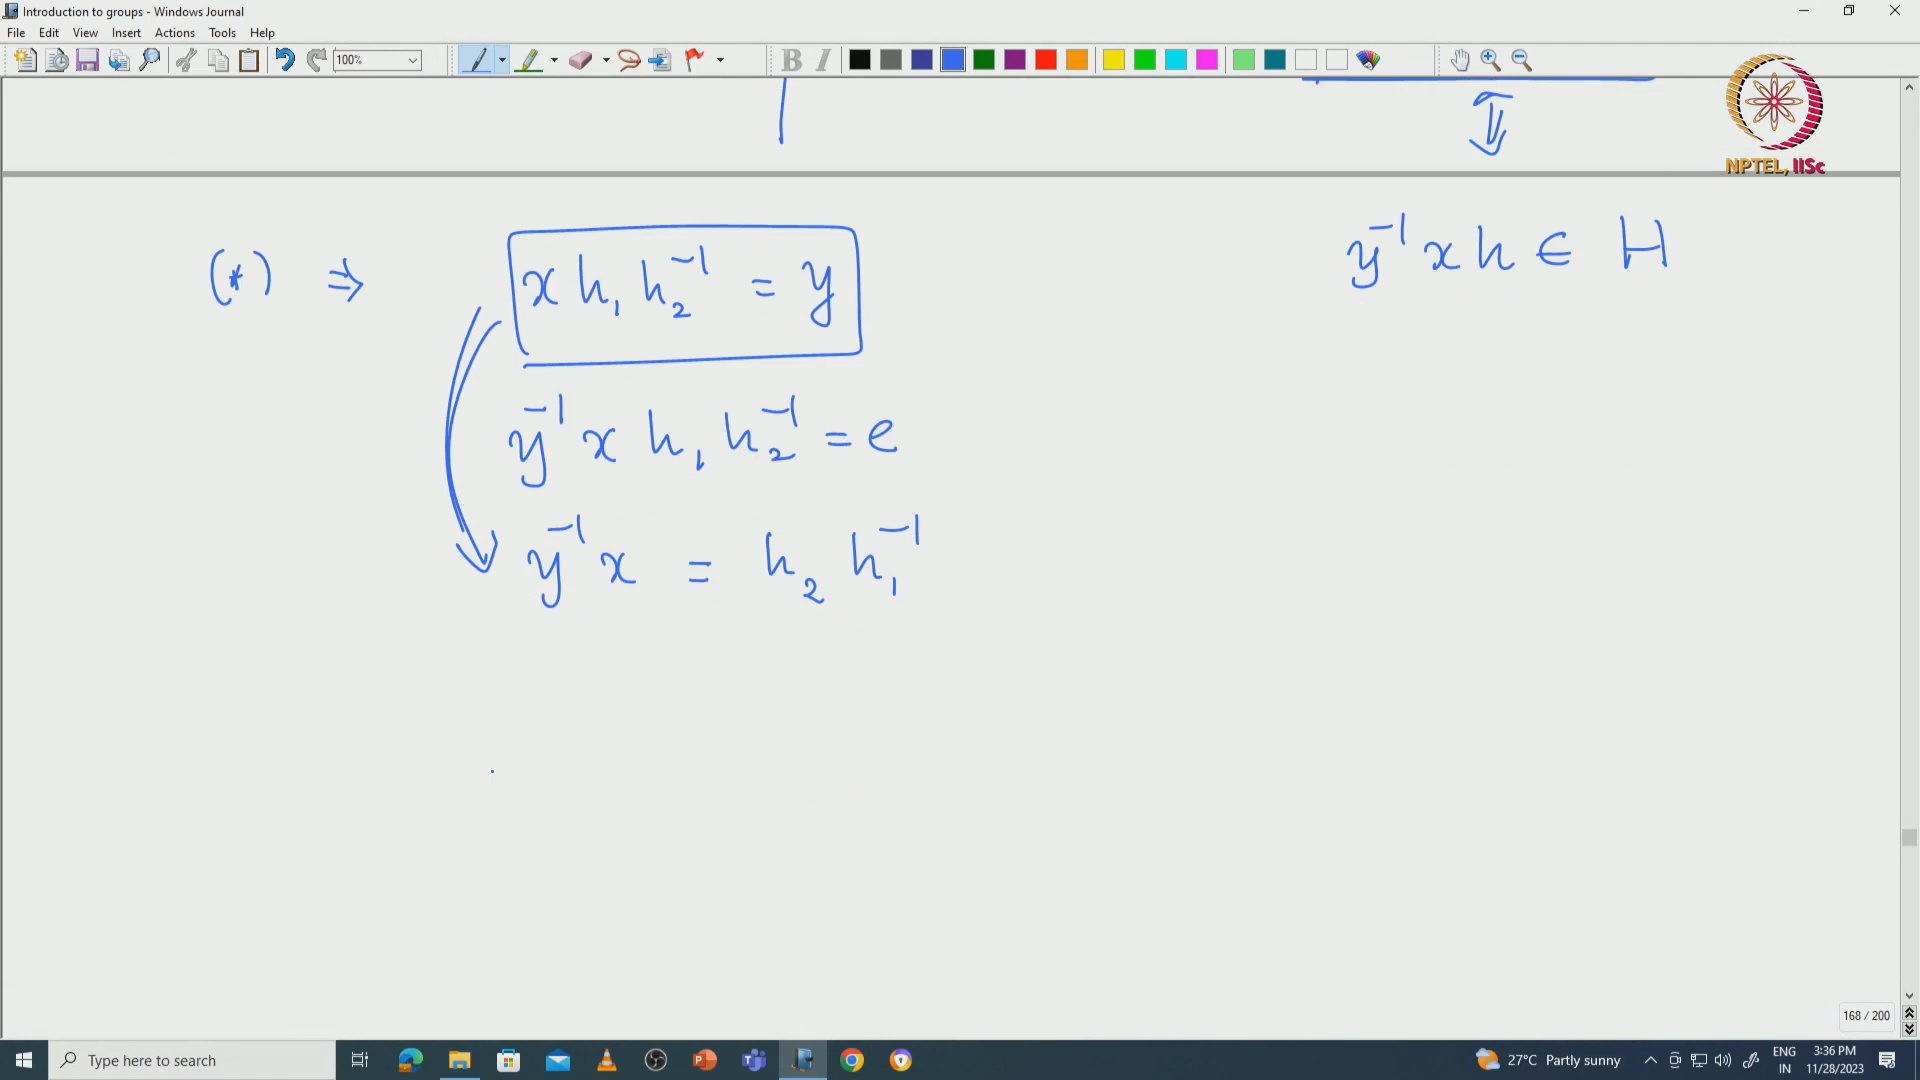 Introduction to groups - Windows Journal
File Edit View Insert Actions Tools Help
100%
B I
NPTEL, IISc
(*) ⇒ x h₁ h₂⁻¹ = y
y⁻¹ x h ∈ H
y⁻¹ x h₁ h₂⁻¹ = e
y⁻¹ x = h₂ h₁⁻¹
168 / 200
Type here to search
27°C Partly sunny
ENG
IN
3:36 PM
11/28/2023